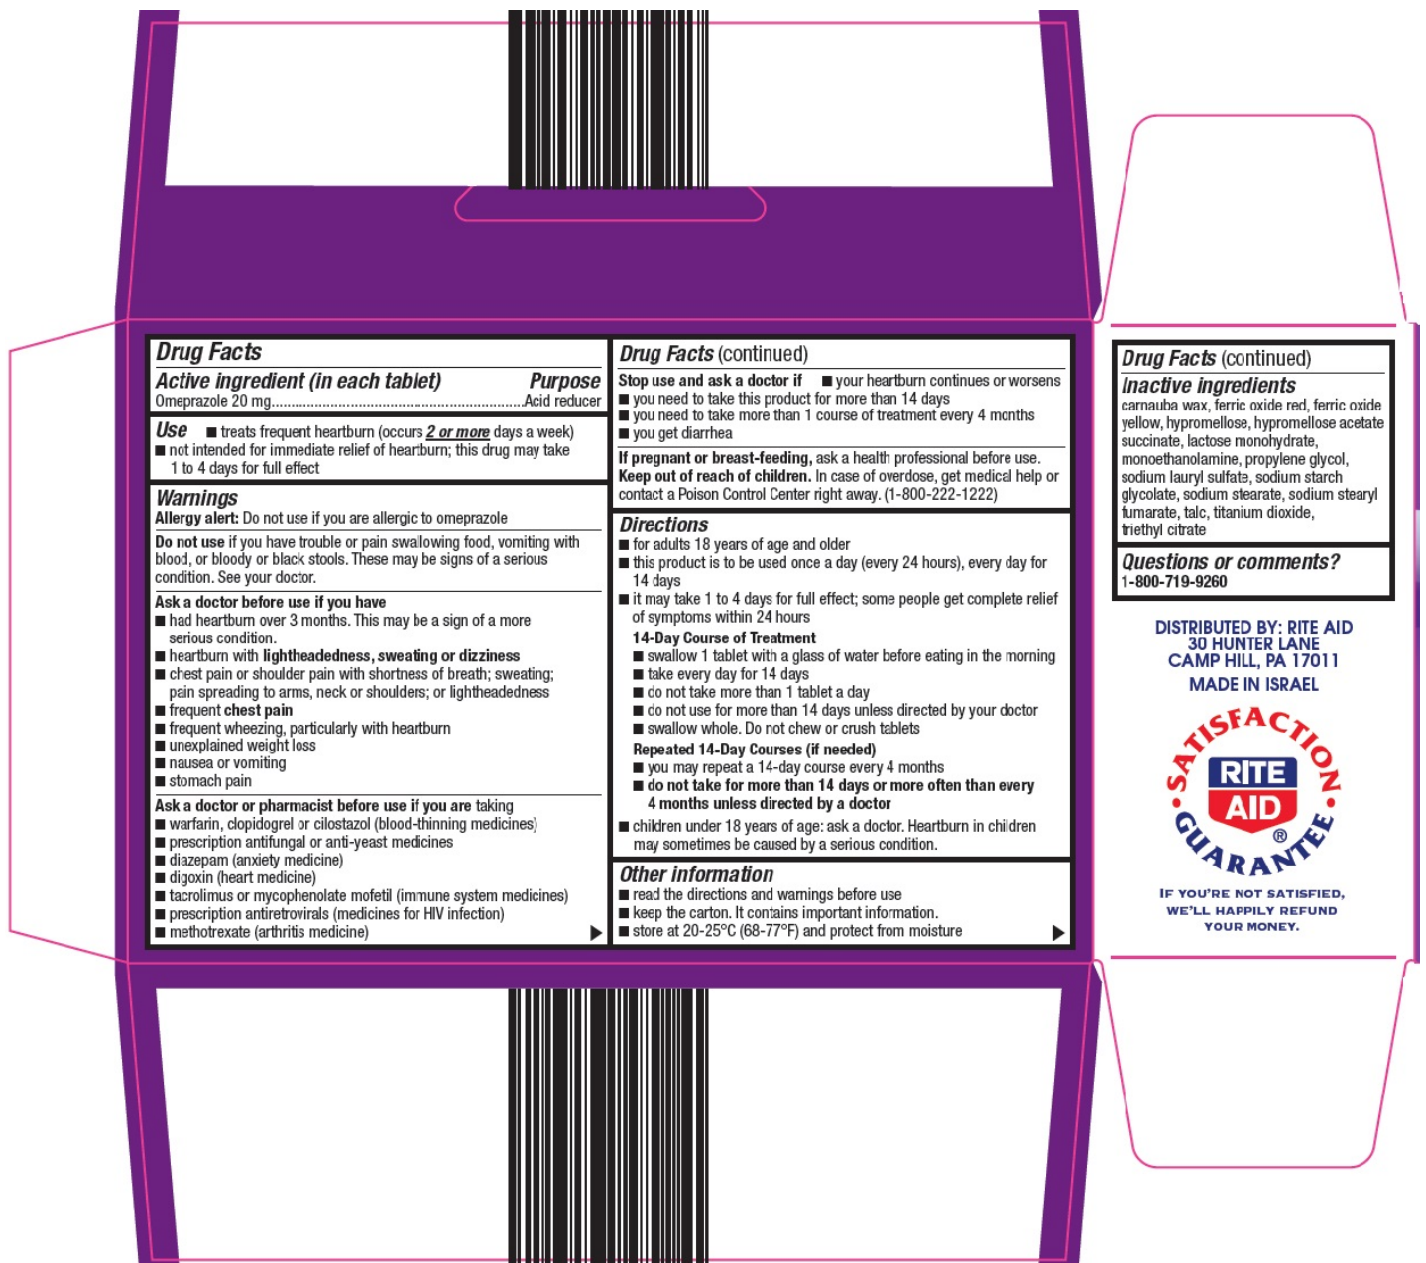 Drug Facts
Active ingredient (in each tablet) Purpose
Omeprazole 20 mg...............................................................Acid reducer
Use ■ treats frequent heartburn (occurs 2 or more days a week)
■ not intended for immediate relief of heartburn; this drug may take
1 to 4 days for full effect
Warnings
Allergy alert: Do not use if you are allergic to omeprazole
Do not use if you have trouble or pain swallowing food, vomiting with
blood, or bloody or black stools. These may be signs of a serious
condition. See your doctor.
Ask a doctor before use if you have
■ had heartburn over 3 months. This may be a sign of a more
serious condition.
■ heartburn with lightheadedness, sweating or dizziness
■ chest pain or shoulder pain with shortness of breath; sweating;
pain spreading to arms, neck or shoulders; or lightheadedness
■ frequent chest pain
■ frequent wheezing, particularly with heartburn
■ unexplained weight loss
■ nausea or vomiting
■ stomach pain
Ask a doctor or pharmacist before use if you are taking
■ warfarin, clopidogrel or cilostazol (blood-thinning medicines)
■ prescription antifungal or anti-yeast medicines
■ diazepam (anxiety medicine)
■ digoxin (heart medicine)
■ tacrolimus or mycophenolate mofetil (immune system medicines)
■ prescription antiretrovirals (medicines for HIV infection)
■ methotrexate (arthritis medicine)
Drug Facts (continued)
Stop use and ask a doctor if ■ your heartburn continues or worsens
■ you need to take this product for more than 14 days
■ you need to take more than 1 course of treatment every 4 months
■ you get diarrhea
If pregnant or breast-feeding, ask a health professional before use.
Keep out of reach of children. In case of overdose, get medical help or
contact a Poison Control Center right away. (1-800-222-1222)
Directions
■ for adults 18 years of age and older
■ this product is to be used once a day (every 24 hours), every day for
14 days
■ it may take 1 to 4 days for full effect; some people get complete relief
of symptoms within 24 hours
14-Day Course of Treatment
■ swallow 1 tablet with a glass of water before eating in the morning
■ take every day for 14 days
■ do not take more than 1 tablet a day
■ do not use for more than 14 days unless directed by your doctor
■ swallow whole. Do not chew or crush tablets
Repeated 14-Day Courses (if needed)
■ you may repeat a 14-day course every 4 months
■ do not take for more than 14 days or more often than every
4 months unless directed by a doctor
■ children under 18 years of age: ask a doctor. Heartburn in children
may sometimes be caused by a serious condition.
Other information
■ read the directions and warnings before use
■ keep the carton. It contains important information.
■ store at 20-25°C (68-77°F) and protect from moisture
Drug Facts (continued)
Inactive ingredients
carnauba wax, ferric oxide red, ferric oxide
yellow, hypromellose, hypromellose acetate
succinate, lactose monohydrate,
monoethanolamine, propylene glycol,
sodium lauryl sulfate, sodium starch
glycolate, sodium stearate, sodium stearyl
fumarate, talc, titanium dioxide,
triethyl citrate
Questions or comments?
1-800-719-9260
DISTRIBUTED BY: RITE AID
30 HUNTER LANE
CAMP HILL, PA 17011
MADE IN ISRAEL
SATISFACTION
RITE
AID®
GUARANTEE
IF YOU'RE NOT SATISFIED,
WE'LL HAPPILY REFUND
YOUR MONEY.